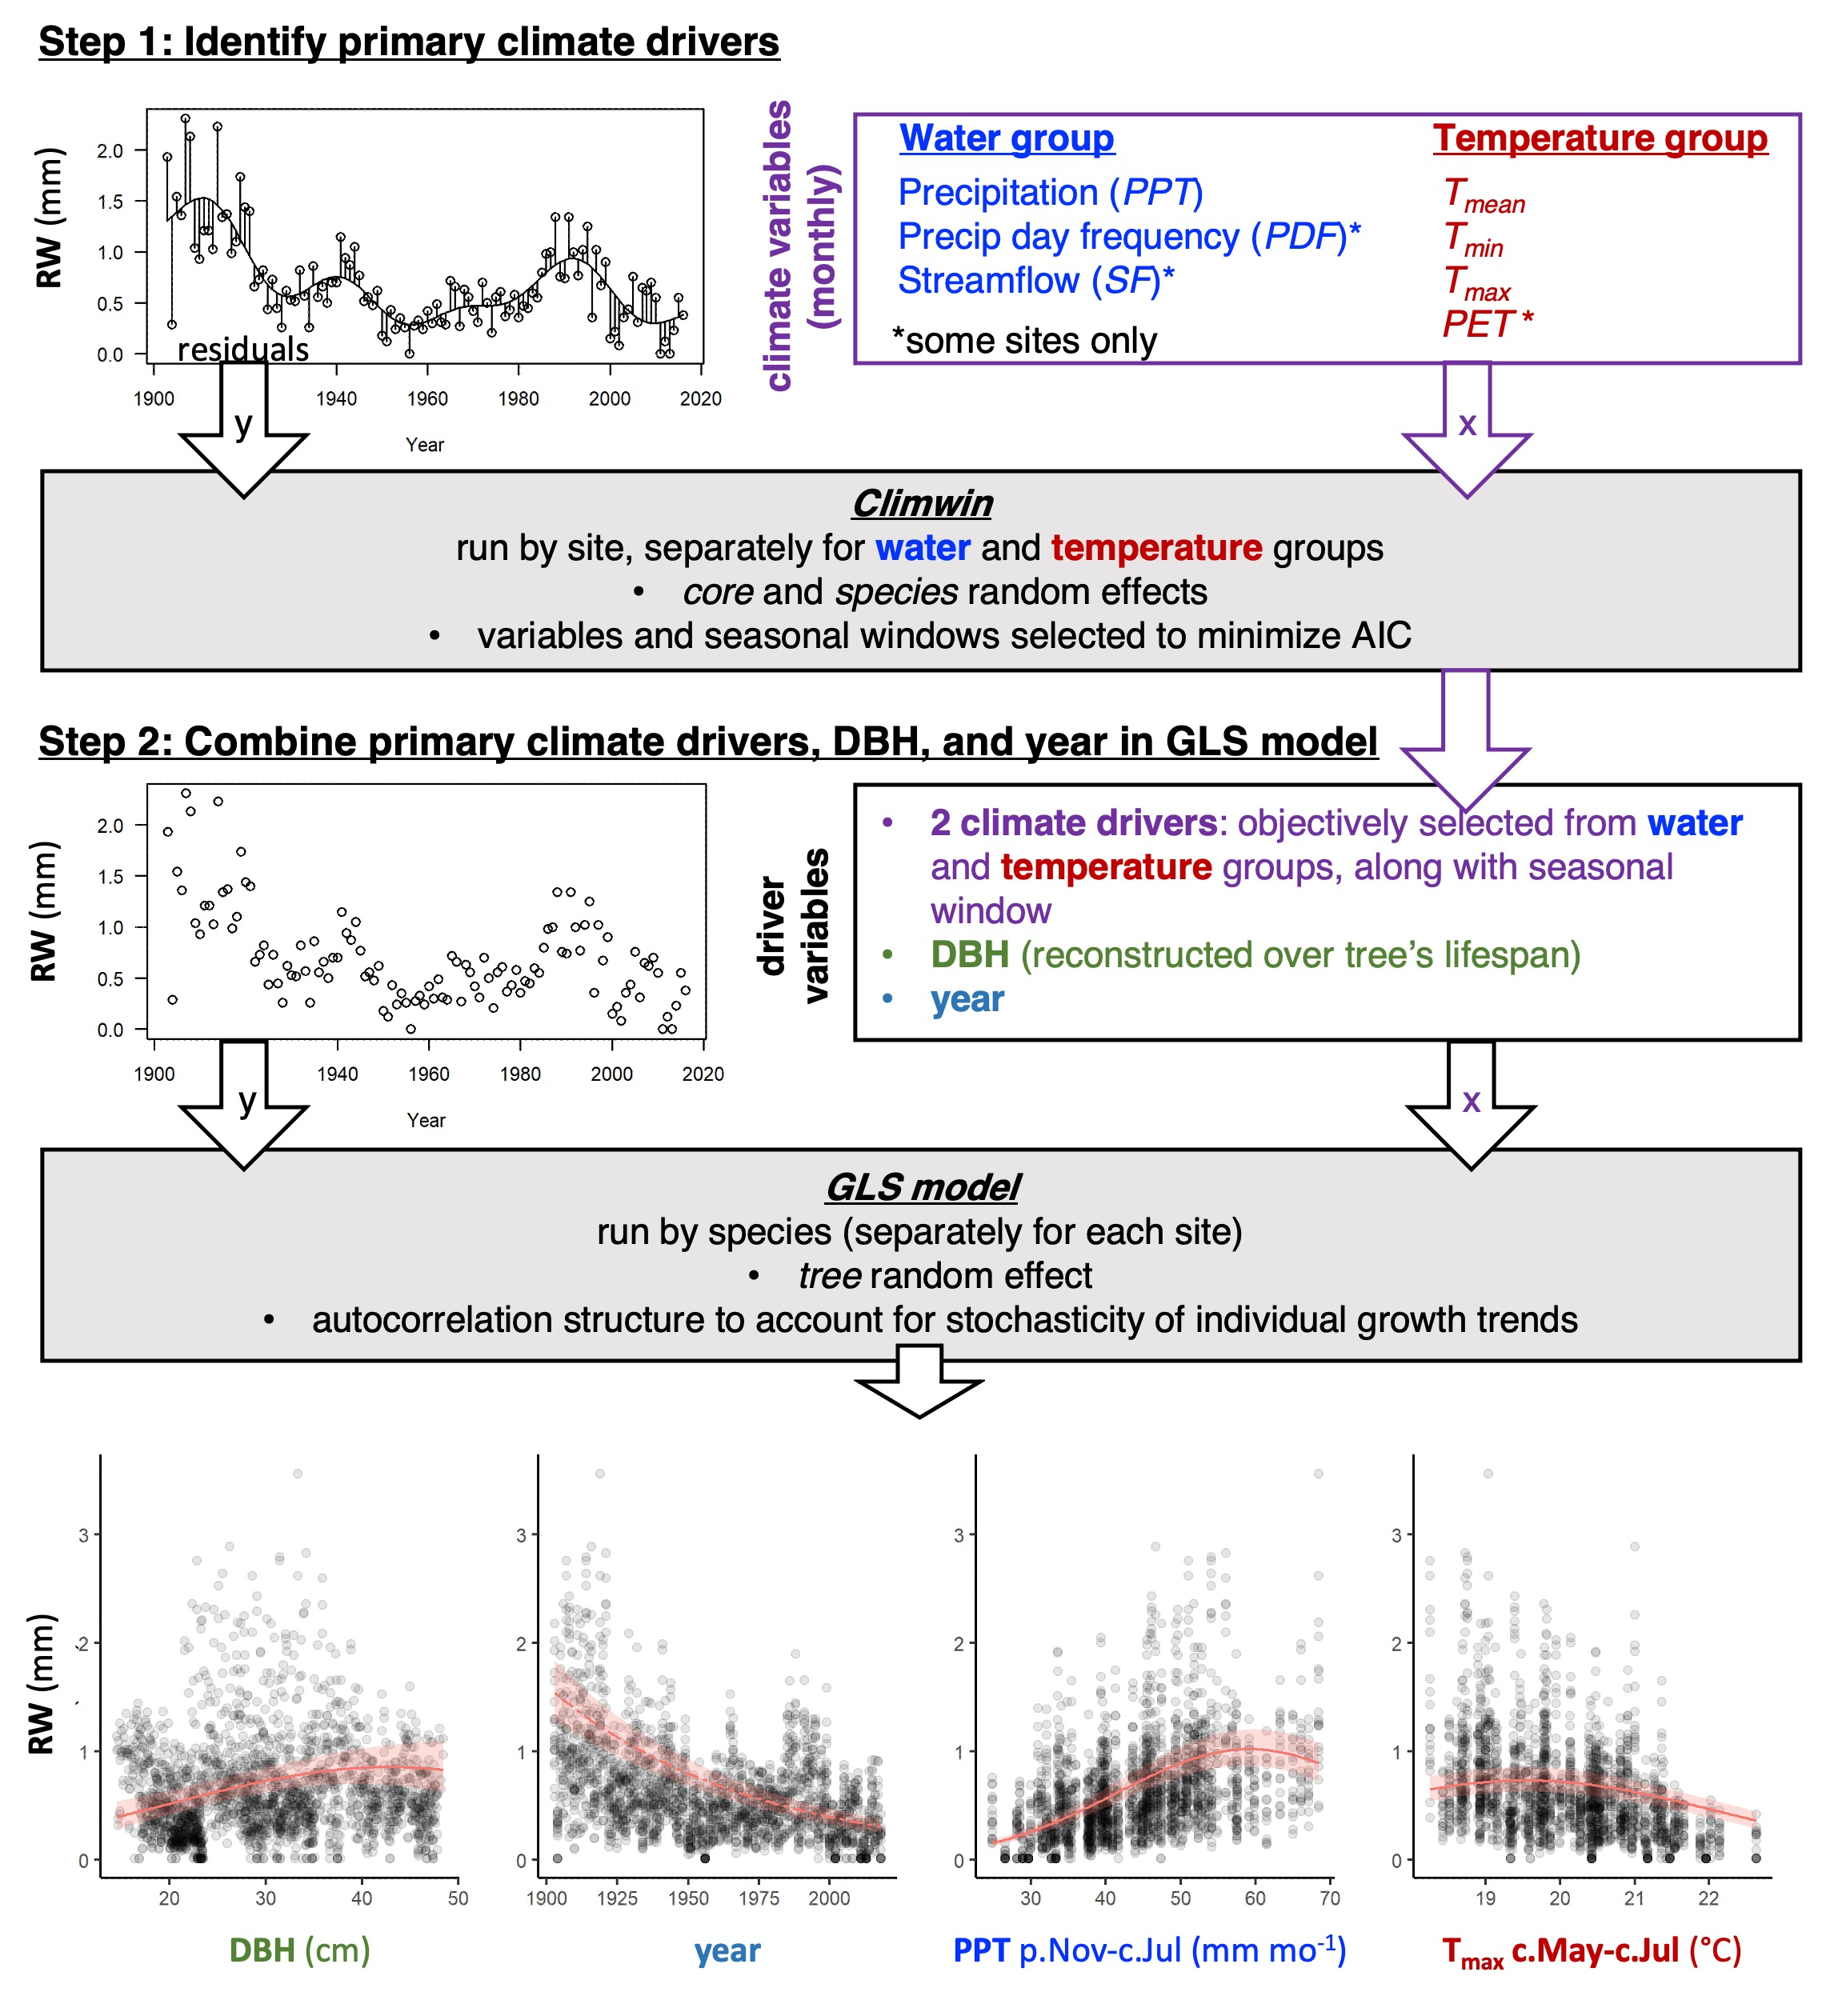 Step 1: Identify primary climate drivers
RW (mm)
2.0
1.5
1.0
0.5
0.0
residuals
1900
1940
1960
1980
2000
2020
Year
y
climate variables
(monthly)
Water group
Precipitation (PPT)
Precip day frequency (PDF)*
Streamflow (SF)*
*some sites only
Temperature group
Tmean
Tmin
Tmax
PET*
x
Climwin
run by site, separately for water and temperature groups
• core and species random effects
• variables and seasonal windows selected to minimize AIC
Step 2: Combine primary climate drivers, DBH, and year in GLS model
RW (mm)
2.0
1.5
1.0
0.5
0.0
1900
1940
1960
1980
2000
2020
Year
y
driver
variables
• 2 climate drivers: objectively selected from water
and temperature groups, along with seasonal
window
• DBH (reconstructed over tree's lifespan)
• year
x
GLS model
run by species (separately for each site)
• tree random effect
• autocorrelation structure to account for stochasticity of individual growth trends
RW (mm)
3
2
1
0
20
30
40
50
DBH (cm)
3
2
1
0
1900
1925
1950
1975
2000
year
3
2
1
0
30
40
50
60
70
PPT p.Nov-c.Jul (mm mo-1)
3
2
1
0
19
20
21
22
Tmax c.May-c.Jul (°C)